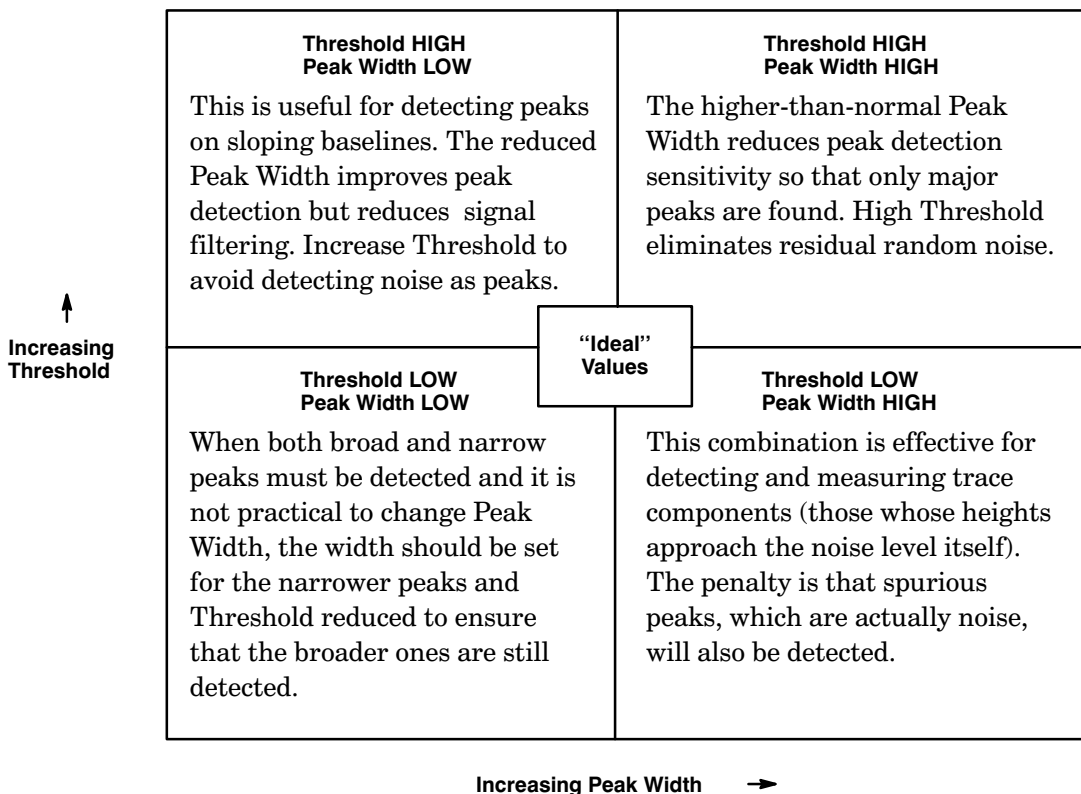 Threshold HIGH
Peak Width LOW
This is useful for detecting peaks
on sloping baselines. The reduced
Peak Width improves peak
detection but reduces signal
filtering. Increase Threshold to
avoid detecting noise as peaks.
Threshold HIGH
Peak Width HIGH
The higher-than-normal Peak
Width reduces peak detection
sensitivity so that only major
peaks are found. High Threshold
eliminates residual random noise.
Increasing
Threshold
“Ideal”
Values
Threshold LOW
Peak Width LOW
When both broad and narrow
peaks must be detected and it is
not practical to change Peak
Width, the width should be set
for the narrower peaks and
Threshold reduced to ensure
that the broader ones are still
detected.
Threshold LOW
Peak Width HIGH
This combination is effective for
detecting and measuring trace
components (those whose heights
approach the noise level itself).
The penalty is that spurious
peaks, which are actually noise,
will also be detected.
Increasing Peak Width